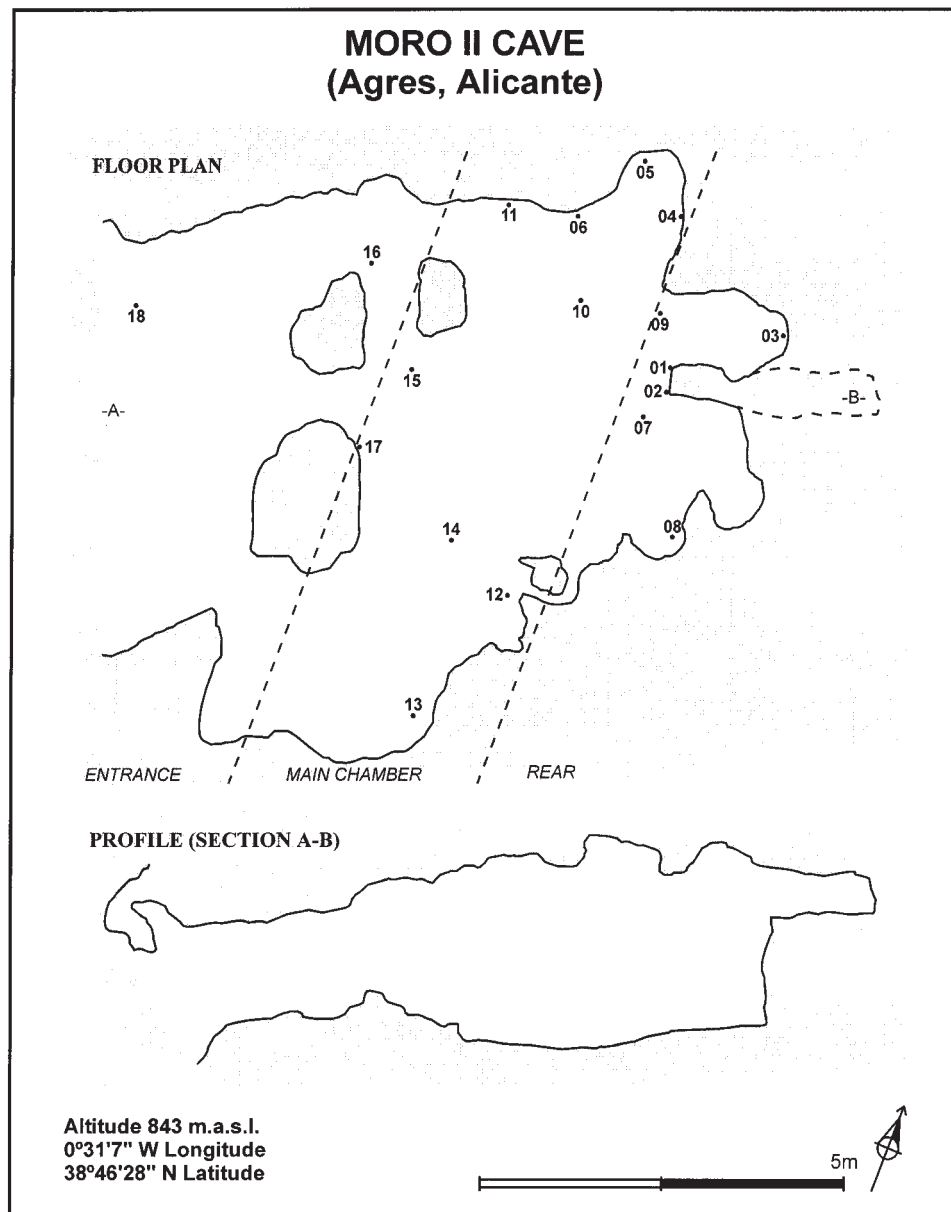 MORO II CAVE
(Agres, Alicante)
FLOOR PLAN
05
11
06
04
16
18
10
09
03
15
01
02
-A-
-B-
07
17
14
08
12
13
ENTRANCE
MAIN CHAMBER
REAR
PROFILE (SECTION A-B)
Altitude 843 m.a.s.l.
0º31'7" W Longitude
38º46'28" N Latitude
5m